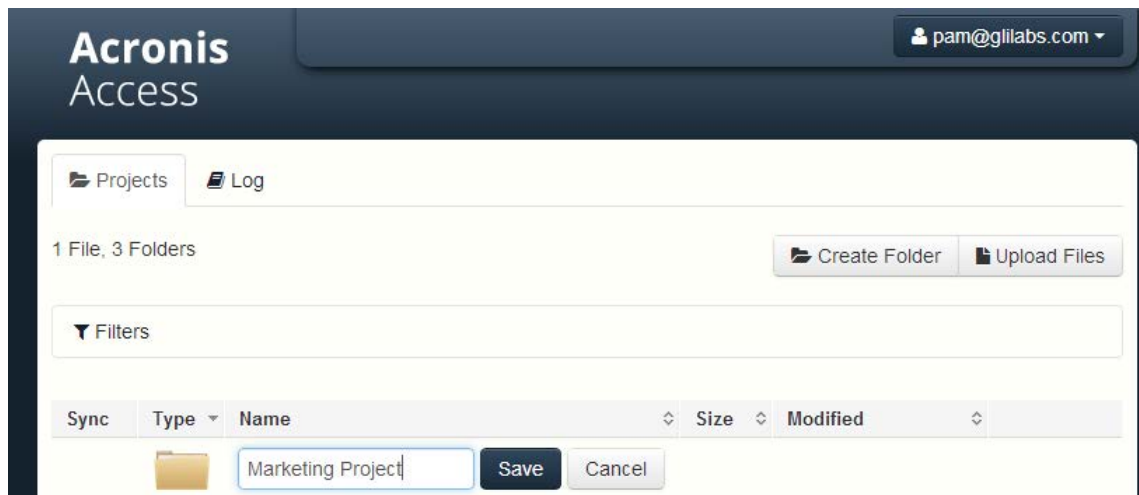 Acronis
Access
pam@glilabs.com
Projects
Log
1 File, 3 Folders
Create Folder
Upload Files
Filters
Sync Type Name Size Modified
Marketing Project Save Cancel